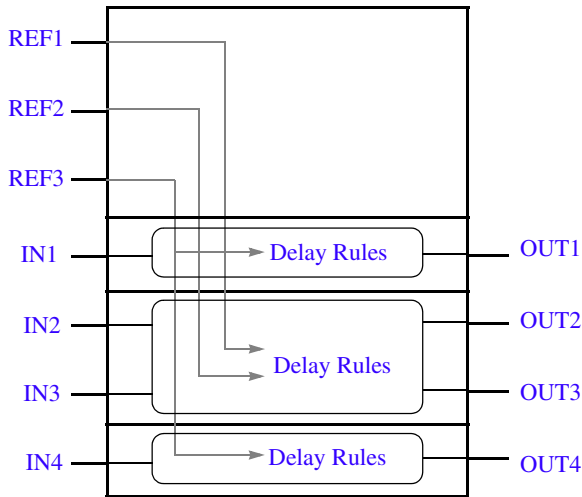 REF1
REF2
REF3
IN1
Delay Rules
OUT1
IN2
OUT2
Delay Rules
IN3
OUT3
IN4
Delay Rules
OUT4